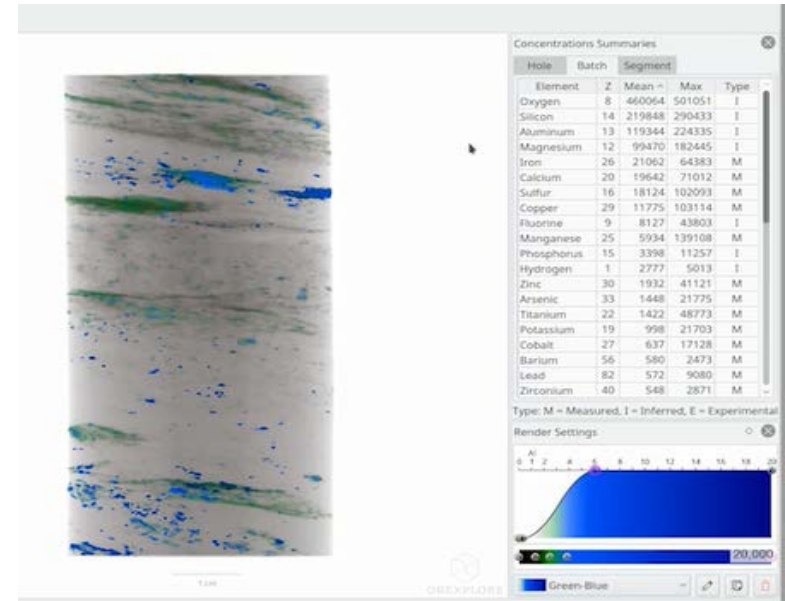 Concentrations Summaries
Hole Batch Segment
Element Z Mean Max Type
Oxygen 8 460064 501051 I
Silicon 14 219848 290433 I
Aluminum 13 119344 224335 I
Magnesium 12 99470 182445 I
Iron 26 21062 64383 M
Calcium 20 19642 71012 M
Sulfur 16 18124 102093 M
Copper 29 11775 103114 M
Fluorine 9 8127 43803 I
Manganese 25 5934 139108 M
Phosphorus 15 3398 11257 I
Hydrogen 1 2777 5013 I
Zinc 30 1932 41121 M
Arsenic 33 1448 21775 M
Titanium 22 1422 48773 M
Potassium 19 998 21703 M
Cobalt 27 637 17128 M
Barium 56 580 2473 M
Lead 82 572 9080 M
Zirconium 40 548 2871 M
Type: M = Measured, I = Inferred, E = Experimental
Render Settings
Al
0 1 2 4 6 8 10 12 14 16 18 20
20,000
Green-Blue
1 cm
OREXPLORE